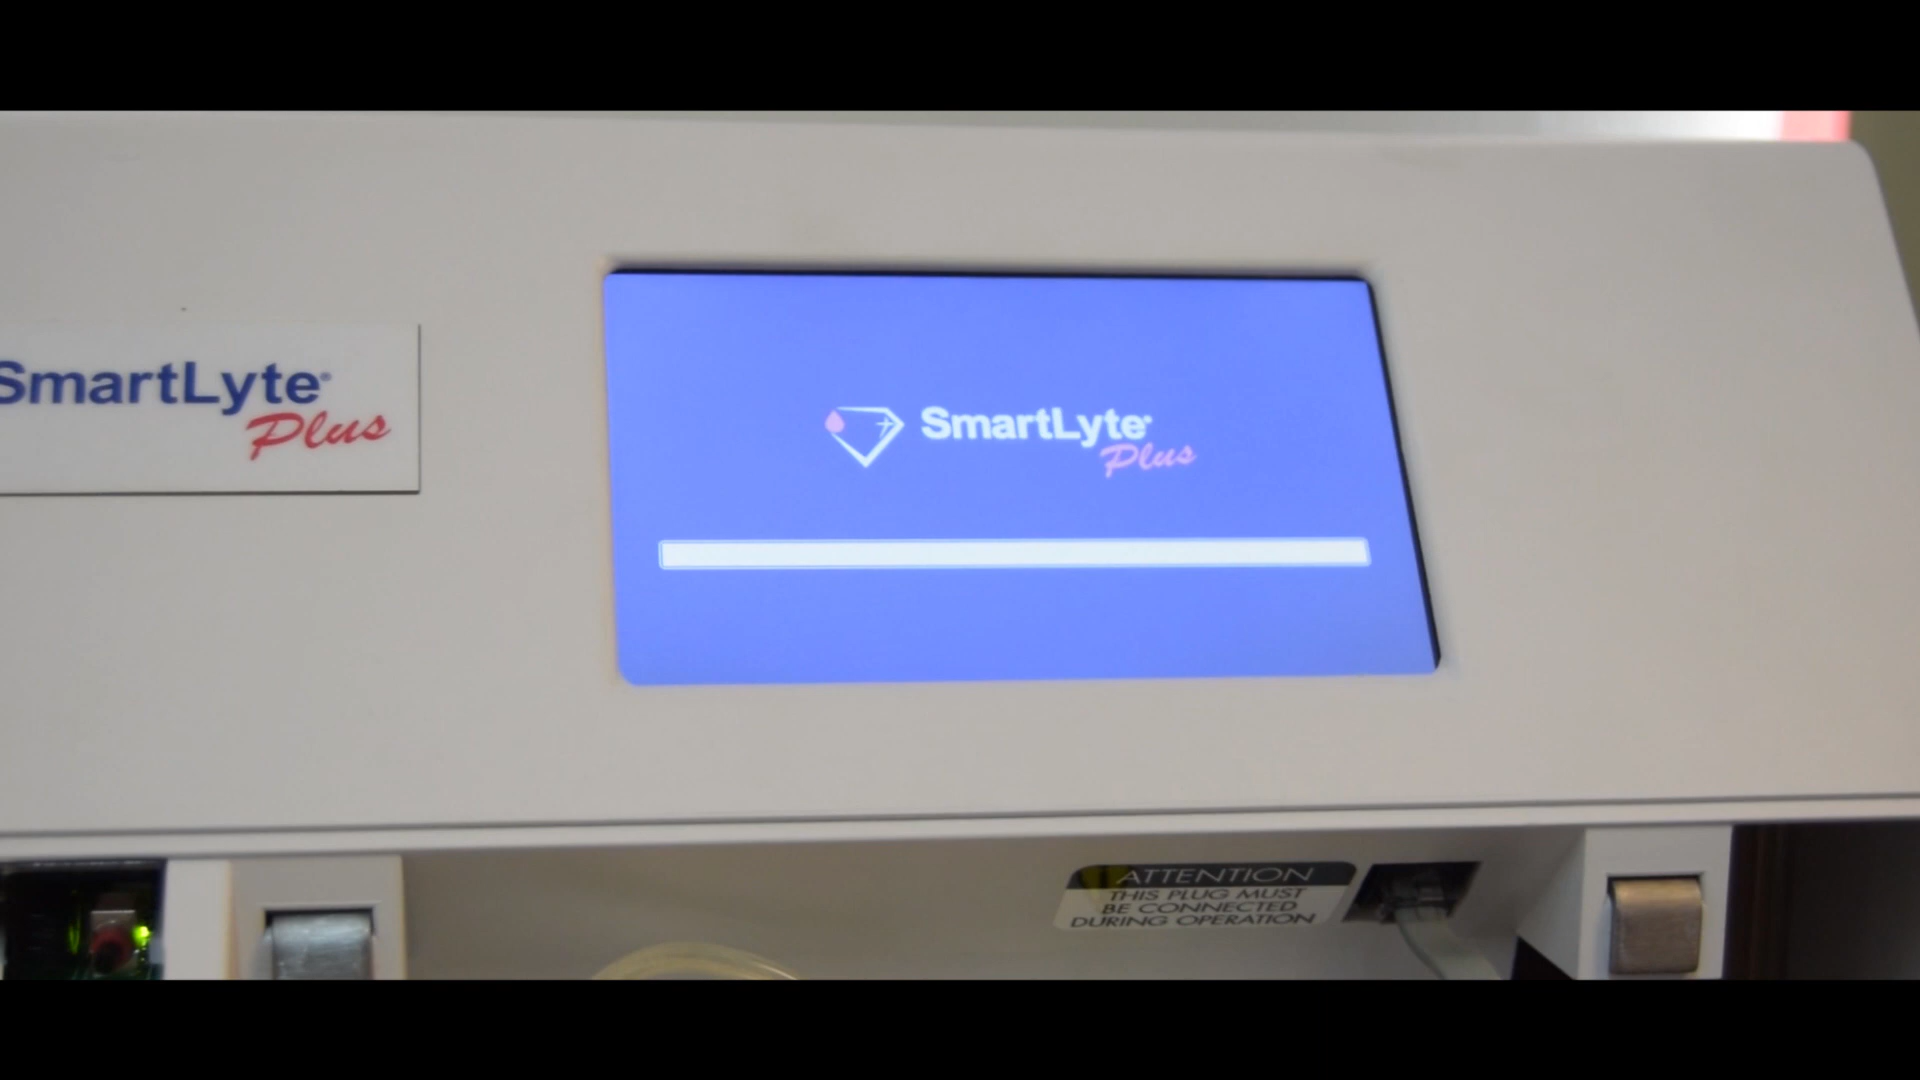 SmartLyte®
Plus
SmartLyte®
Plus
ATTENTION
THIS PLUG MUST
BE CONNECTED
DURING OPERATION